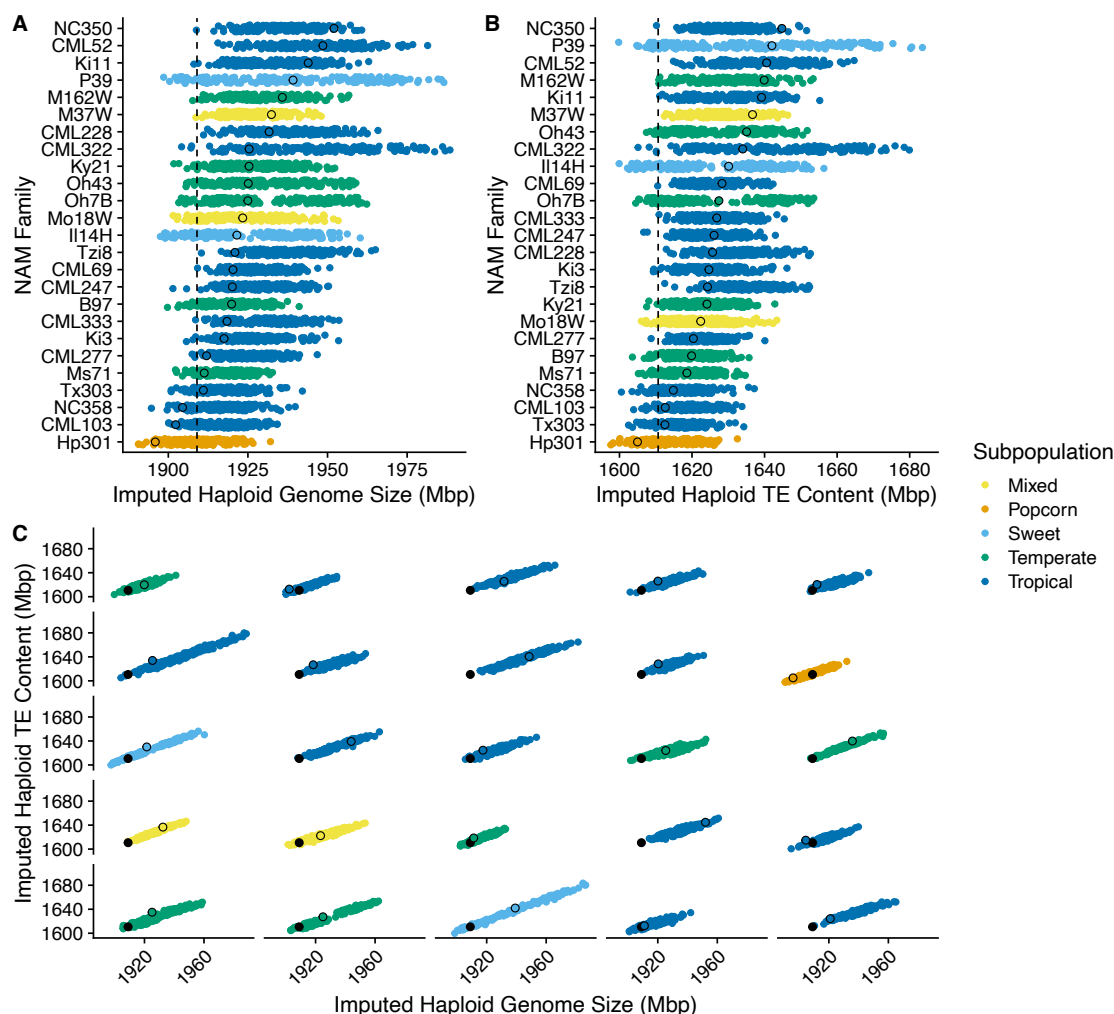 A
NC350
CML52
Ki11
P39
M162W
M37W
CML228
CML322
Ky21
Oh43
Oh7B
Mo18W
Il14H
Tzi8
CML69
CML247
B97
CML333
Ki3
CML277
Ms71
Tx303
NC358
CML103
Hp301
NAM Family
1900 1925 1950 1975
Imputed Haploid Genome Size (Mbp)
B
NC350
P39
CML52
M162W
Ki11
M37W
Oh43
CML322
Il14H
CML69
Oh7B
CML333
CML247
CML228
Ki3
Tzi8
Ky21
Mo18W
CML277
B97
Ms71
NC358
CML103
Tx303
Hp301
NAM Family
1600 1620 1640 1660 1680
Imputed Haploid TE Content (Mbp)
Subpopulation
Mixed
Popcorn
Sweet
Temperate
Tropical
C
Imputed Haploid TE Content (Mbp)
1680
1640
1600
1680
1640
1600
1680
1640
1600
1680
1640
1600
1680
1640
1600
1920 1960 1920 1960 1920 1960 1920 1960 1920 1960
Imputed Haploid Genome Size (Mbp)